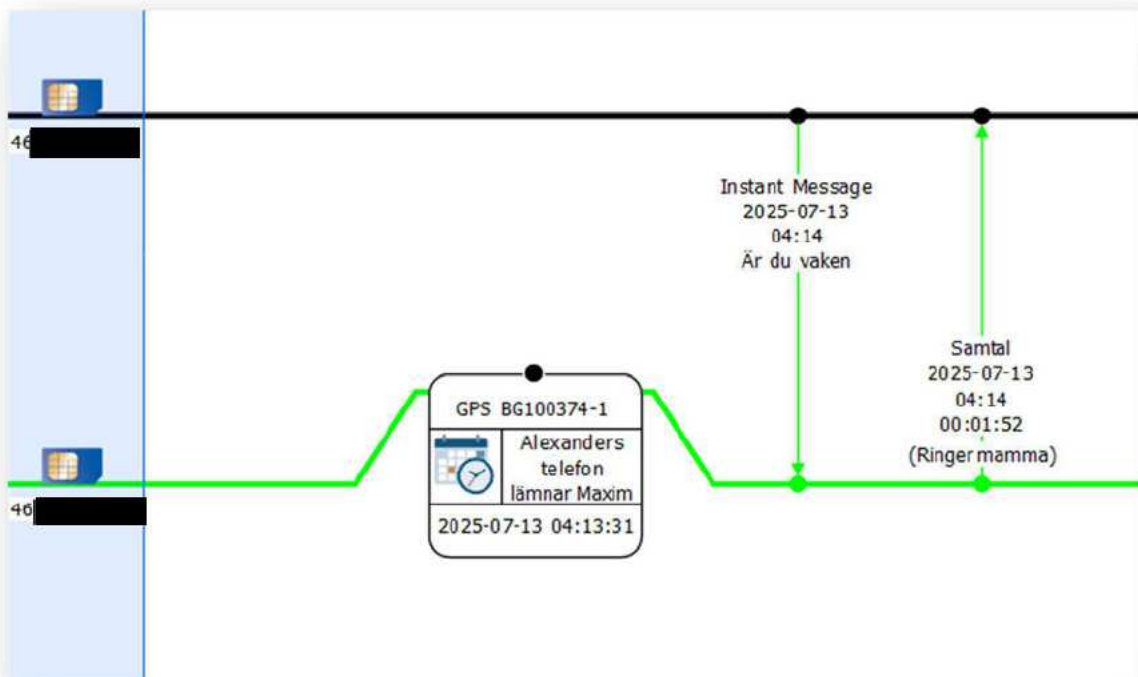 46
Instant Message
2025-07-13
04:14
Är du vaken
Samtal
2025-07-13
04:14
00:01:52
(Ringer mamma)
GPS BG100374-1
Alexanders
telefon
lämnar Maxim
2025-07-13 04:13:31
46